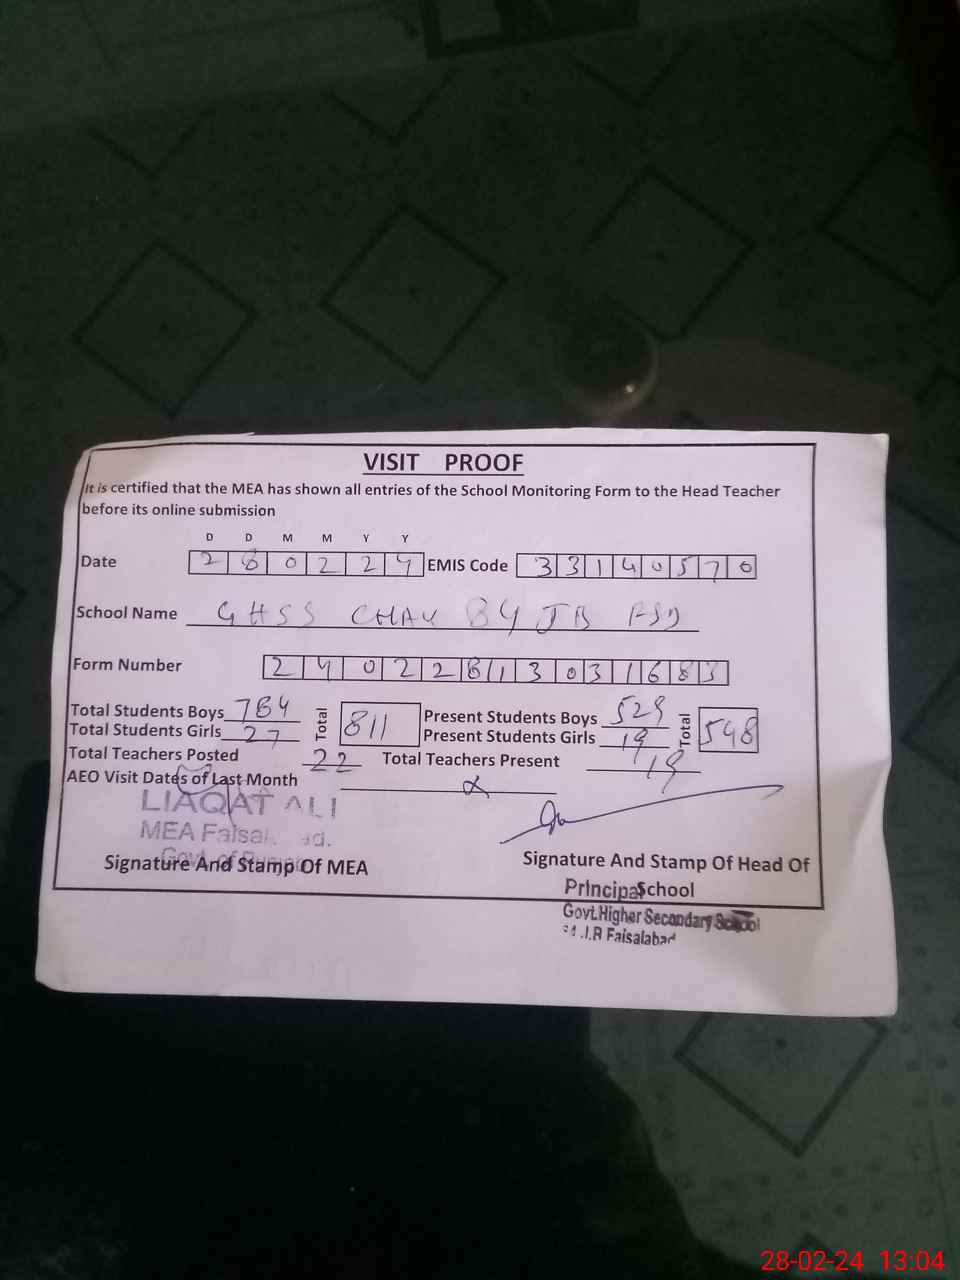 VISIT PROOF
It is certified that the MEA has shown all entries of the School Monitoring Form to the Head Teacher
before its online submission
D D M M Y Y
Date 2 8 0 2 2 4 EMIS Code 3 3 1 4 0 5 7 0
School Name GHSS CHAK 84 JB FSD
Form Number 2 4 0 2 2 8 1 3 0 3 1 6 8 3
Total Students Boys 784 Total 811 Present Students Boys 529 Total 548
Total Students Girls 27 Present Students Girls 19
Total Teachers Posted 22 Total Teachers Present 19
AEO Visit Dates of Last Month x
LIAQAT ALI
MEA Faisalabad.
Govt. of
Signature And Stamp Of MEA
Signature And Stamp Of Head Of
School
Principal
Govt.Higher Secondary School
J.B Faisalabad
28-02-24 13:04